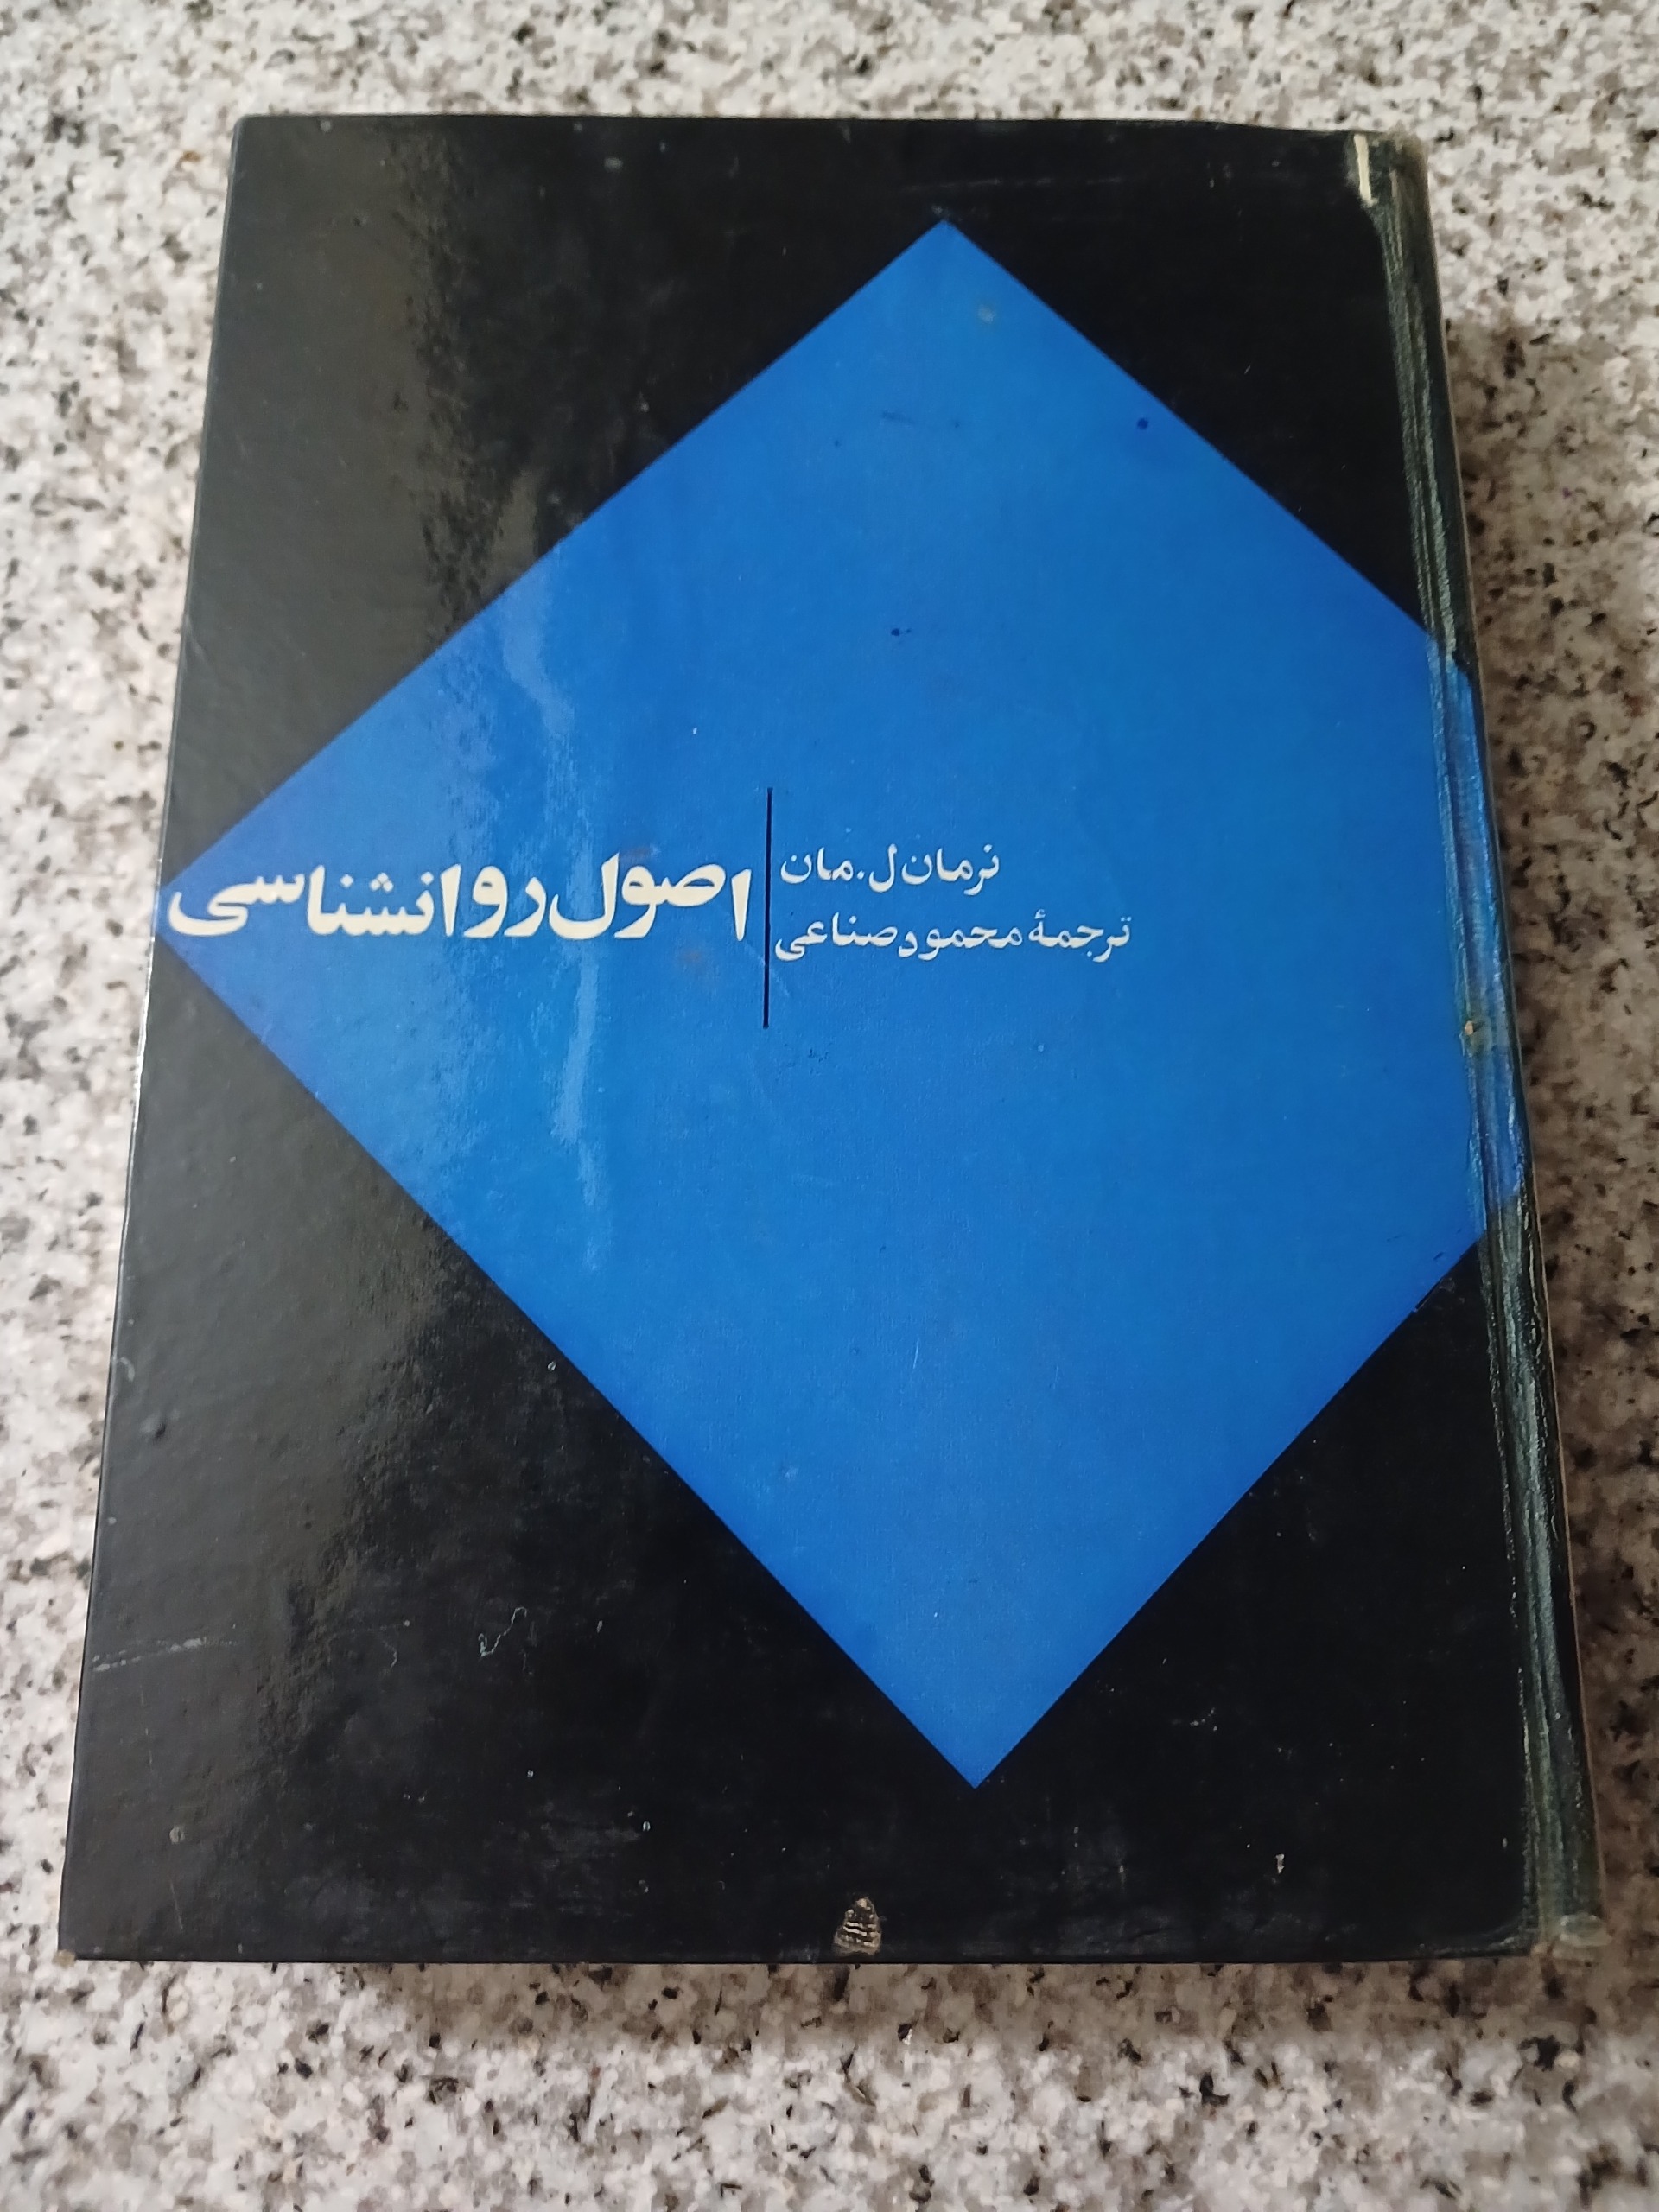 نرمان ل. مان
ترجمهٔ محمود صناعی
اصول روانشناسی